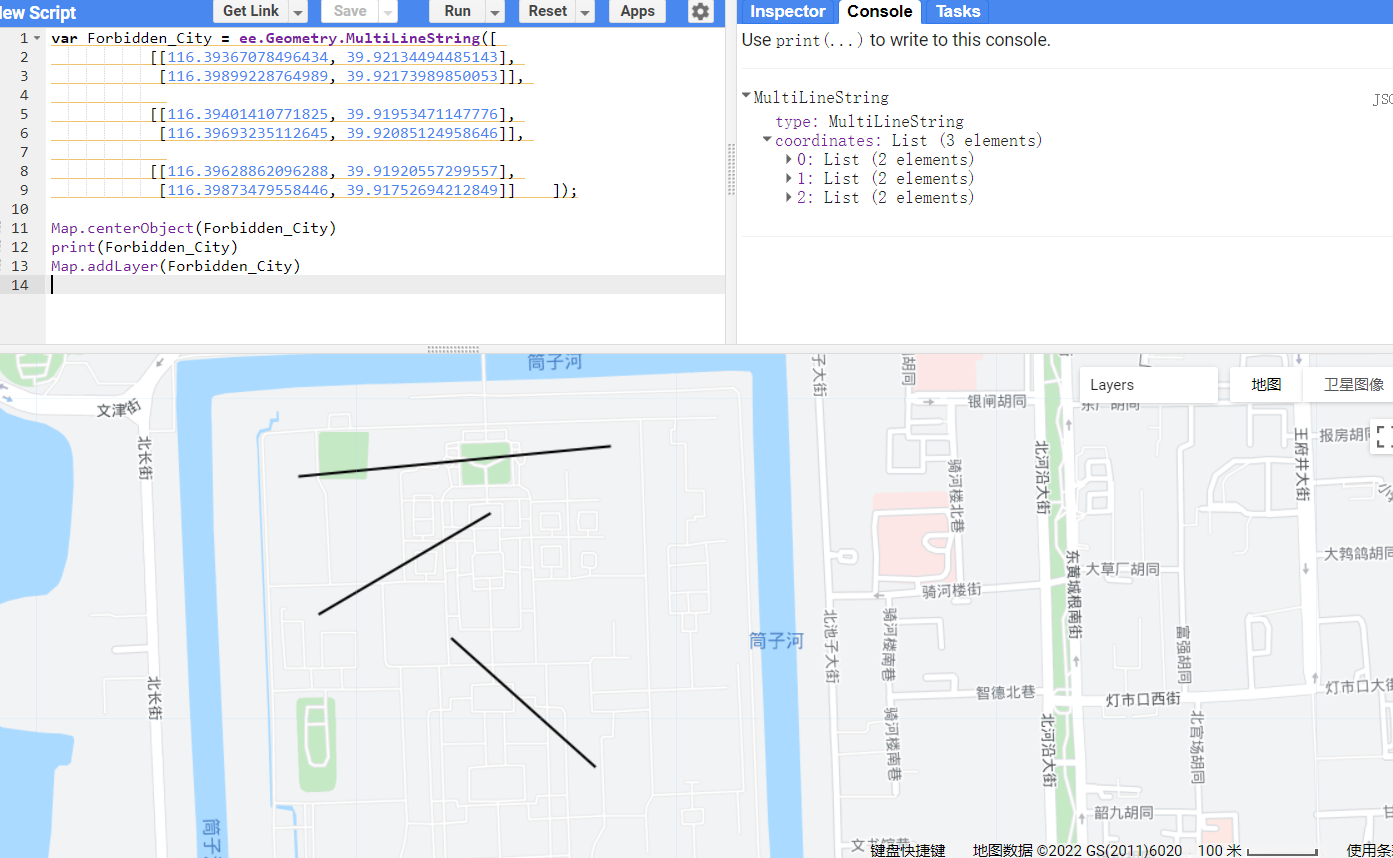 New Script
Get Link
Save
Run
Reset
Apps
Inspector
Console
Tasks
1 var Forbidden_City = ee.Geometry.MultiLineString([
2 [[116.39367078496434, 39.92134494485143],
3 [116.39899228764989, 39.92173989850053]],
4
5 [[116.39401410771825, 39.91953471147776],
6 [116.39693235112645, 39.92085124958646]],
7
8 [[116.39628862096288, 39.91920557299557],
9 [116.39873479558446, 39.91752694212849]] ]);
10
11 Map.centerObject(Forbidden_City)
12 print(Forbidden_City)
13 Map.addLayer(Forbidden_City)
14
Use print(...) to write to this console.
MultiLineString
JSO
type: MultiLineString
coordinates: List (3 elements)
0: List (2 elements)
1: List (2 elements)
2: List (2 elements)
筒子河
文津街
北长街
北长街
筒子河
筒子河
子大街
胡同
银闸胡同
东厂胡同
Layers
地图
卫星图像
报房胡同
王府井大街
北河沿大街
骑河楼北巷
大鹁鸽胡同
大草厂胡同
东黄城根南街
骑河楼街
北池子大街
骑河楼南巷
富强胡同
智德北巷
灯市口西街
灯市口大街
骑河楼南巷
北河沿大街
北官场胡同
韶九胡同
甘
键盘快捷键
地图数据 ©2022 GS(2011)6020
100 米
使用条